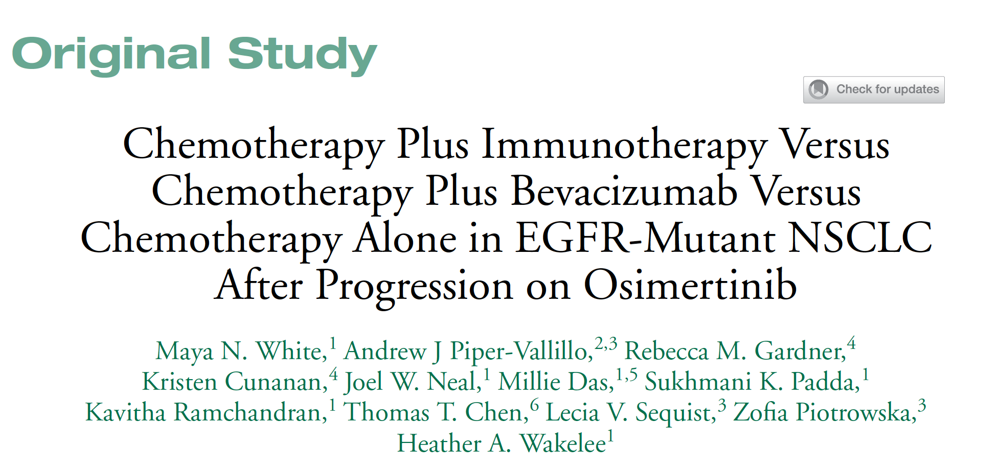 Original Study
Check for updates
Chemotherapy Plus Immunotherapy Versus
Chemotherapy Plus Bevacizumab Versus
Chemotherapy Alone in EGFR-Mutant NSCLC
After Progression on Osimertinib
Maya N. White,1 Andrew J Piper-Vallillo,2,3 Rebecca M. Gardner,4
Kristen Cunanan,4 Joel W. Neal,1 Millie Das,1,5 Sukhmani K. Padda,1
Kavitha Ramchandran,1 Thomas T. Chen,6 Lecia V. Sequist,3 Zofia Piotrowska,3
Heather A. Wakelee1